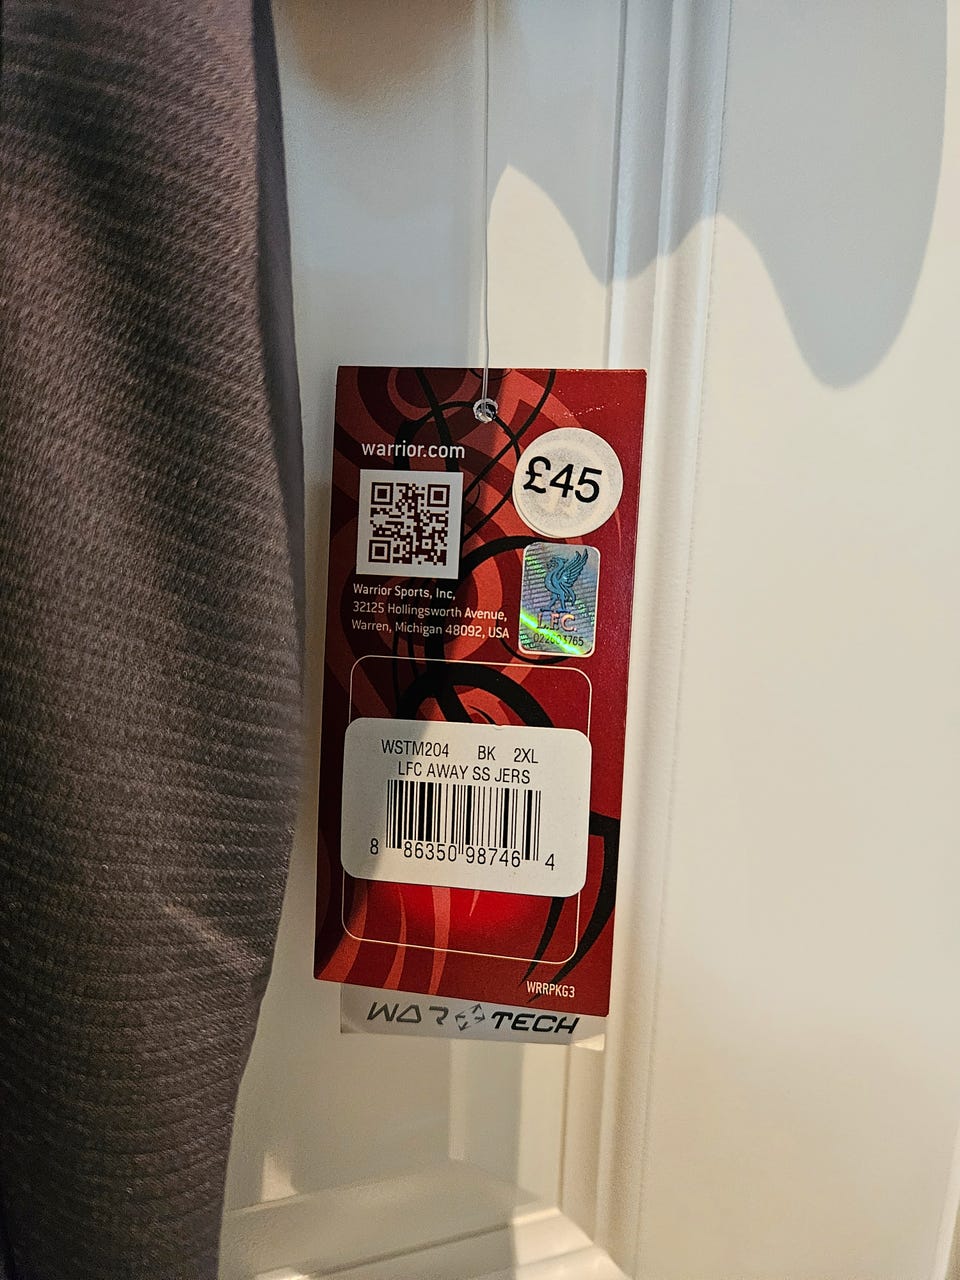 warrior.com
£45
Warrior Sports, Inc,
32125 Hollingsworth Avenue,
Warren, Michigan 48092, USA
L.F.C.
WSTM204 BK 2XL
LFC AWAY SS JERS
8 86350 98746 4
WRRPKG3
WAR TECH